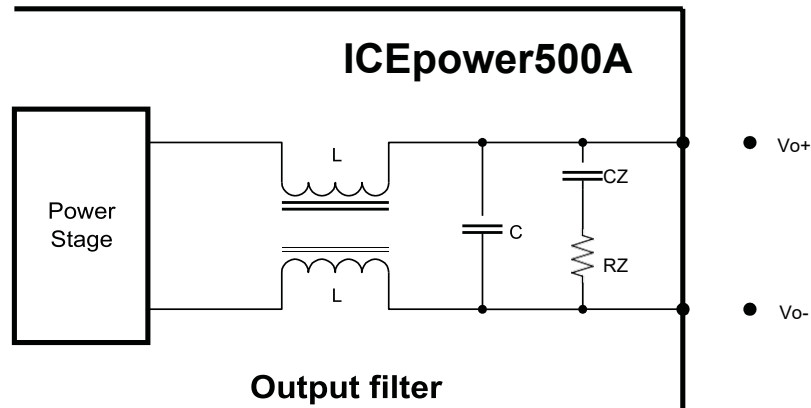 ICEpower500A
L
Vo+
CZ
Power
Stage
C
RZ
L
Vo-
Output filter